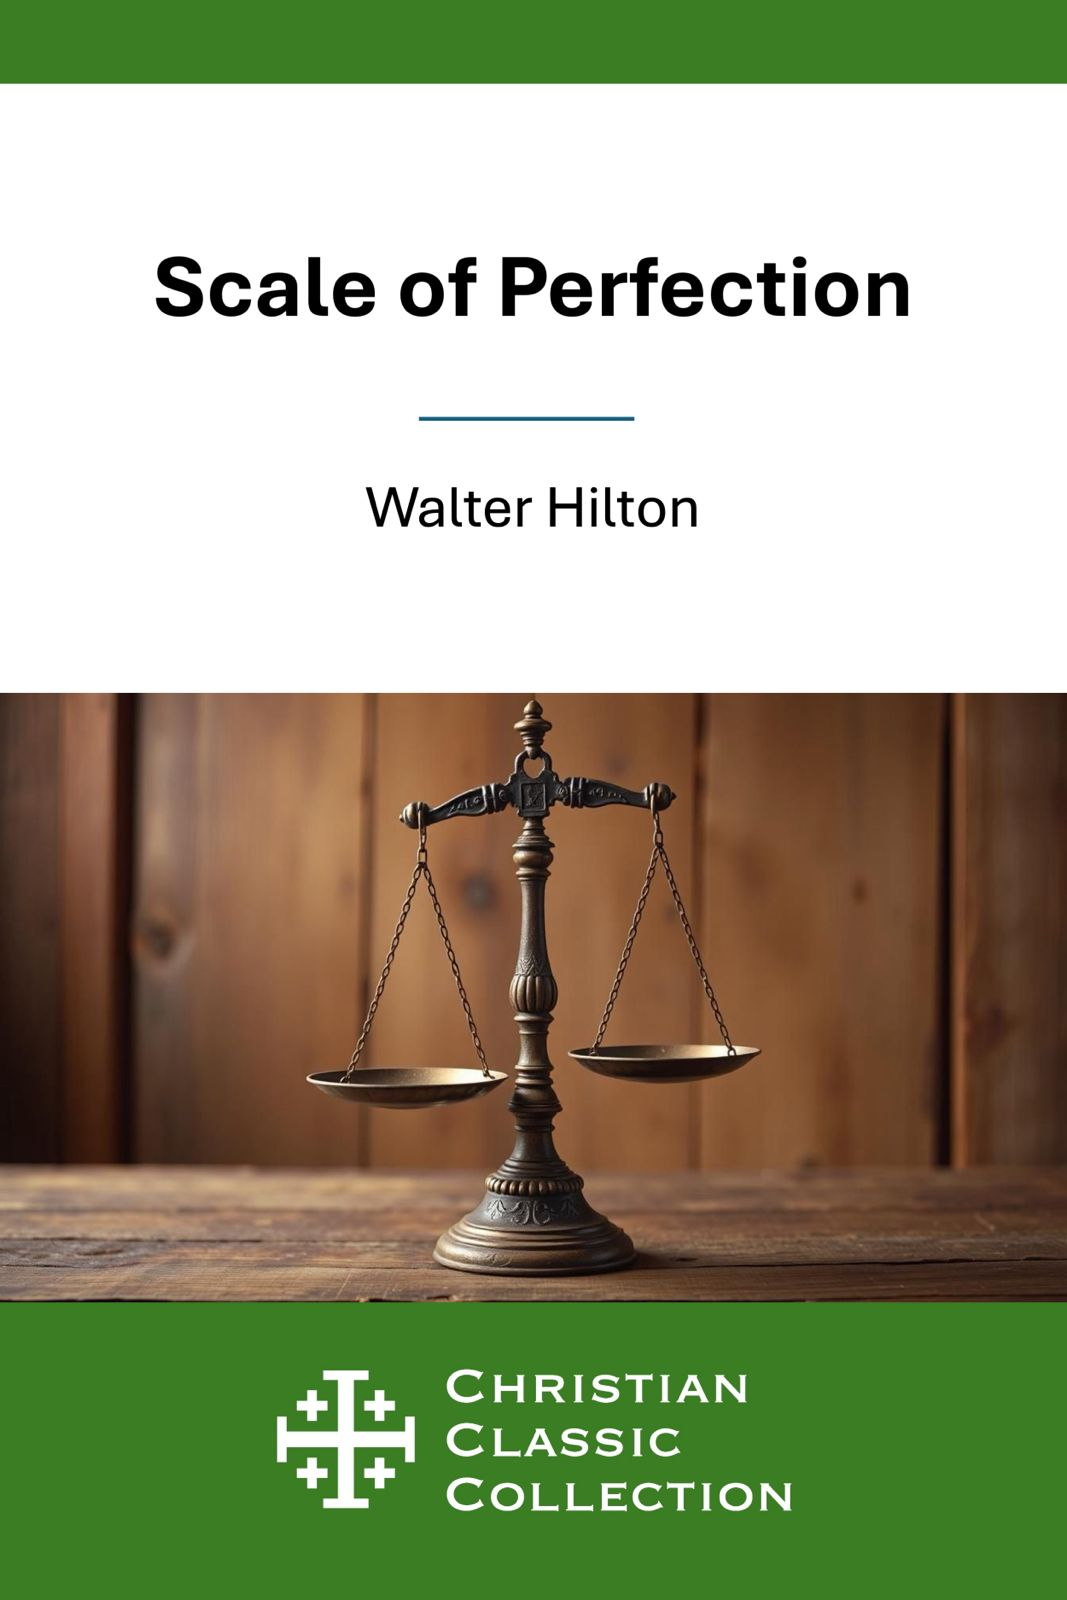 Scale of Perfection
Walter Hilton
Christian
Classic
Collection